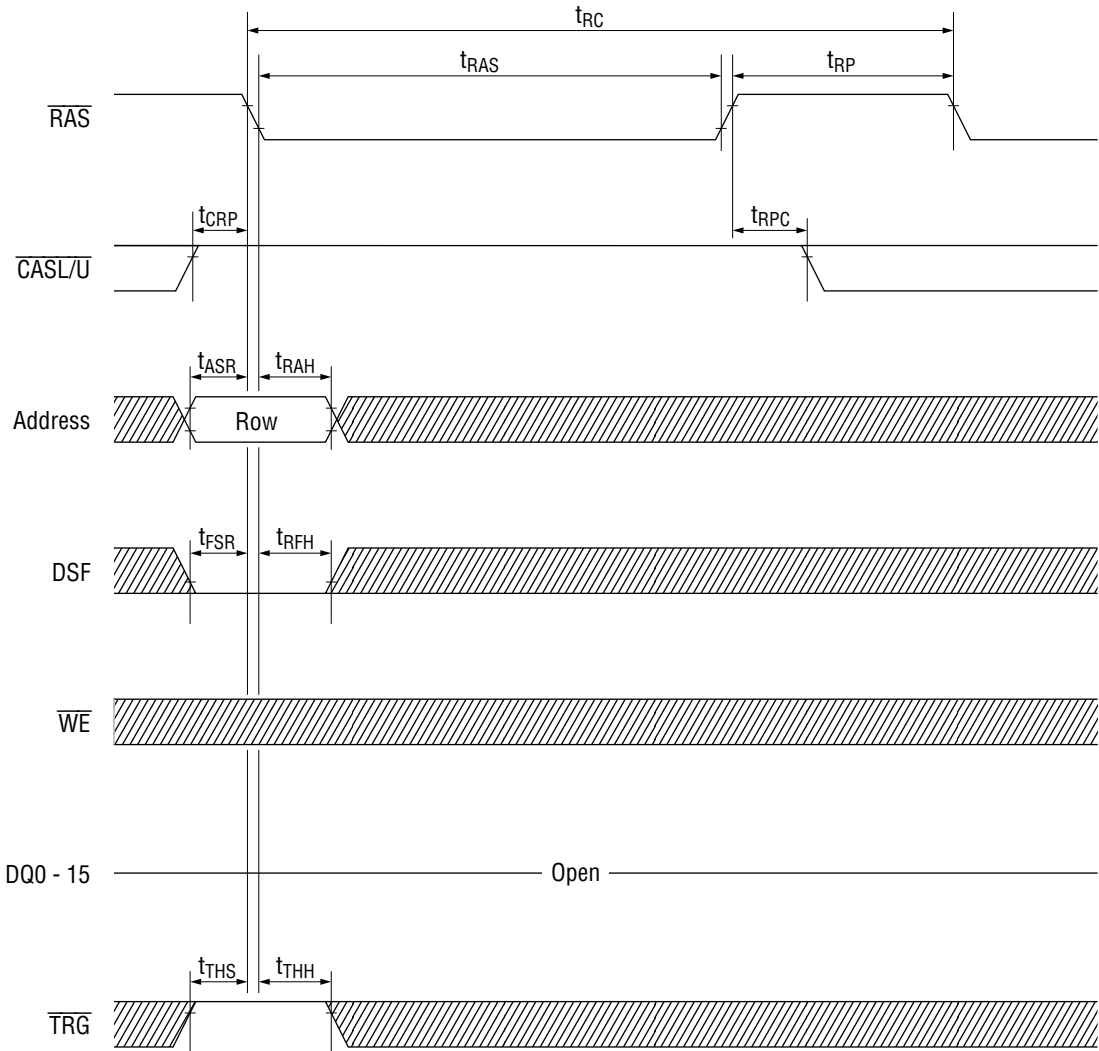 tRC
tRAS
tRP
RAS
tCRP
tRPC
CASL/U
tASR
tRAH
Address
Row
tFSR
tRFH
DSF
WE
DQ0 - 15
Open
tTHS
tTHH
TRG